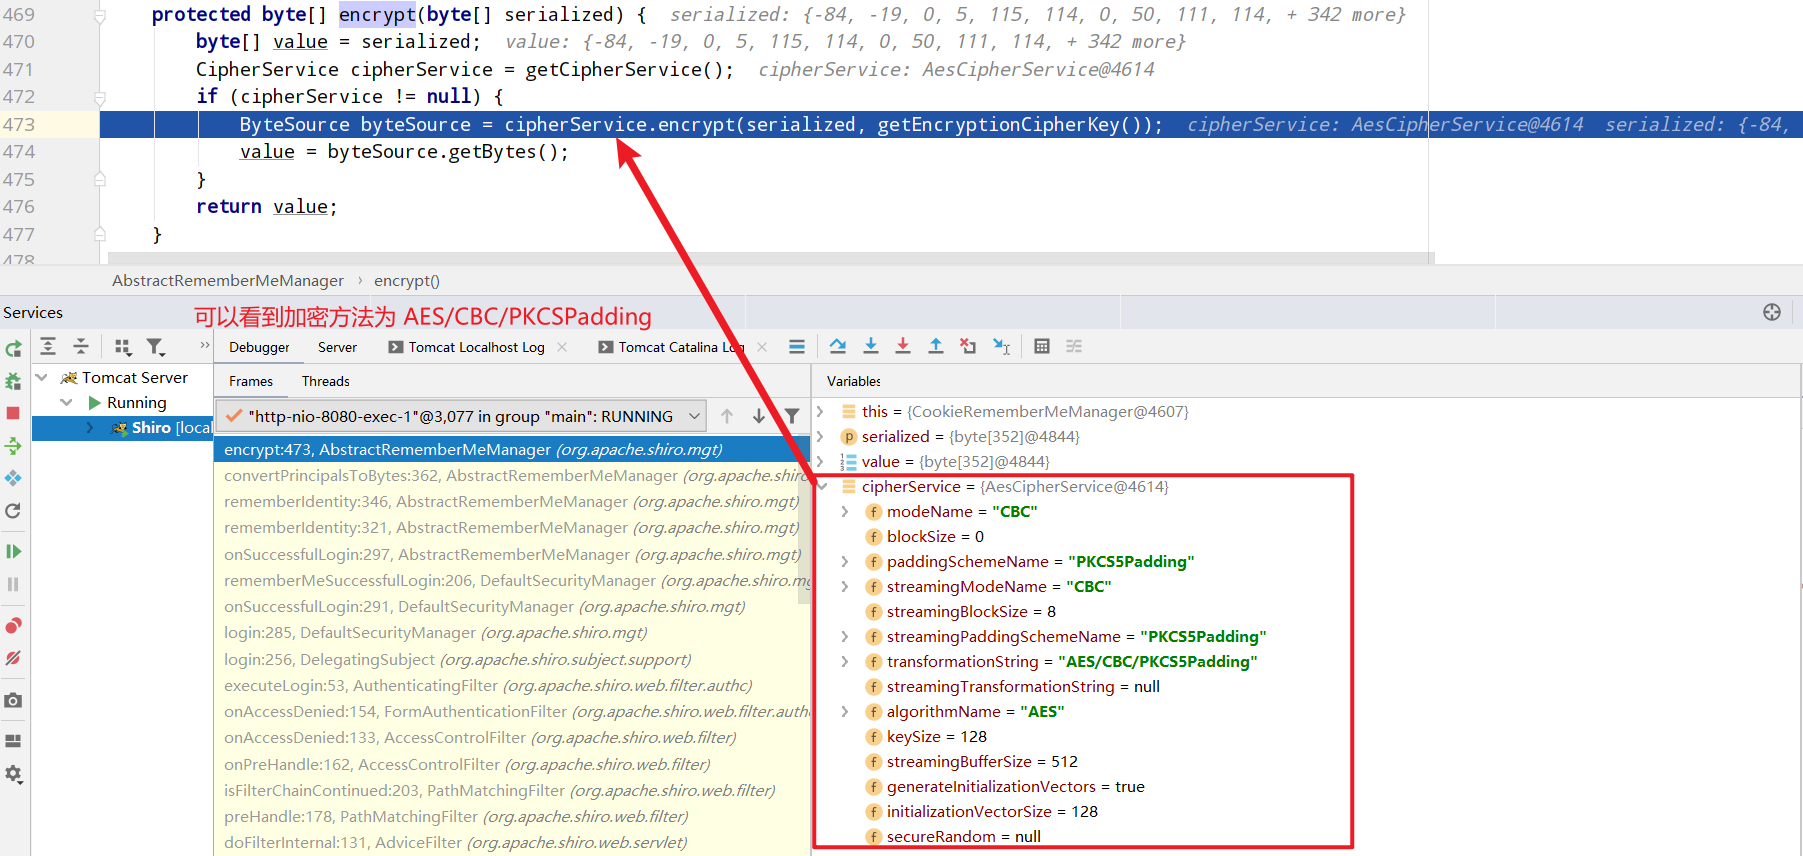 469 protected byte[] encrypt(byte[] serialized) { serialized: {-84, -19, 0, 5, 115, 114, 0, 50, 111, 114, + 342 more}
470 byte[] value = serialized; value: {-84, -19, 0, 5, 115, 114, 0, 50, 111, 114, + 342 more}
471 CipherService cipherService = getCipherService(); cipherService: AesCipherService@4614
472 if (cipherService != null) {
473 ByteSource byteSource = cipherService.encrypt(serialized, getEncryptionCipherKey()); cipherService: AesCipherService@4614 serialized: {-84,
474 value = byteSource.getBytes();
475 }
476 return value;
477 }
478
AbstractRememberMeManager › encrypt()
Services
可以看到加密方法为 AES/CBC/PKCSPadding
Debugger Server Tomcat Localhost Log Tomcat Catalina Log
Tomcat Server
Running
Shiro [local
Frames Threads
"http-nio-8080-exec-1"@3,077 in group "main": RUNNING
encrypt:473, AbstractRememberMeManager (org.apache.shiro.mgt)
convertPrincipalsToBytes:362, AbstractRememberMeManager (org.apache.shiro
rememberIdentity:346, AbstractRememberMeManager (org.apache.shiro.mgt)
rememberIdentity:321, AbstractRememberMeManager (org.apache.shiro.mgt)
onSuccessfulLogin:297, AbstractRememberMeManager (org.apache.shiro.mgt)
rememberMeSuccessfulLogin:206, DefaultSecurityManager (org.apache.shiro.mg
onSuccessfulLogin:291, DefaultSecurityManager (org.apache.shiro.mgt)
login:285, DefaultSecurityManager (org.apache.shiro.mgt)
login:256, DelegatingSubject (org.apache.shiro.subject.support)
executeLogin:53, AuthenticatingFilter (org.apache.shiro.web.filter.authc)
onAccessDenied:154, FormAuthenticationFilter (org.apache.shiro.web.filter.auth
onAccessDenied:133, AccessControlFilter (org.apache.shiro.web.filter)
onPreHandle:162, AccessControlFilter (org.apache.shiro.web.filter)
isFilterChainContinued:203, PathMatchingFilter (org.apache.shiro.web.filter)
preHandle:178, PathMatchingFilter (org.apache.shiro.web.filter)
doFilterInternal:131, AdviceFilter (org.apache.shiro.web.servlet)
Variables
this = {CookieRememberMeManager@4607}
serialized = {byte[352]@4844}
value = {byte[352]@4844}
cipherService = {AesCipherService@4614}
modeName = "CBC"
blockSize = 0
paddingSchemeName = "PKCS5Padding"
streamingModeName = "CBC"
streamingBlockSize = 8
streamingPaddingSchemeName = "PKCS5Padding"
transformationString = "AES/CBC/PKCS5Padding"
streamingTransformationString = null
algorithmName = "AES"
keySize = 128
streamingBufferSize = 512
generateInitializationVectors = true
initializationVectorSize = 128
secureRandom = null